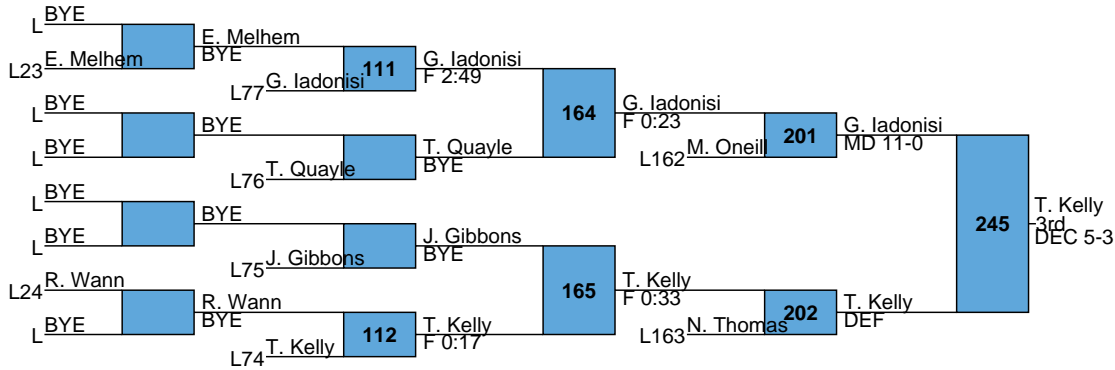 L BYE
L23 E. Melhem
E. Melhem
BYE
L77 G. Iadonisi
111
G. Iadonisi
F 2:49
L BYE
L BYE
BYE
L76 T. Quayle
T. Quayle
BYE
164
G. Iadonisi
F 0:23
L162 M. Oneill
201
G. Iadonisi
MD 11-0
L BYE
L BYE
BYE
L75 J. Gibbons
J. Gibbons
BYE
L24 R. Wann
L BYE
R. Wann
BYE
L74 T. Kelly
112
T. Kelly
F 0:17
165
T. Kelly
F 0:33
L163 N. Thomas
202
T. Kelly
DEF
245
T. Kelly
3rd
DEC 5-3